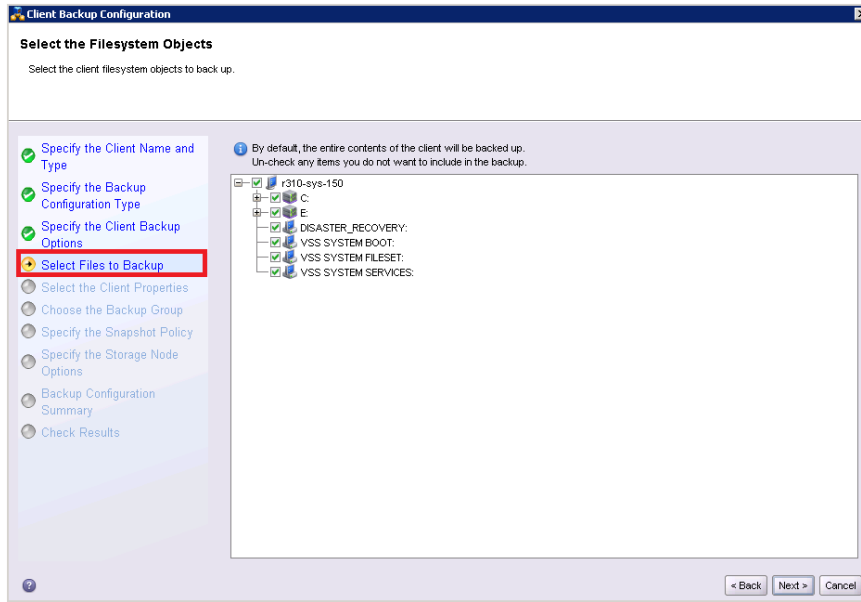 Client Backup Configuration
Select the Filesystem Objects
Select the client filesystem objects to back up.
Specify the Client Name and
Type
Specify the Backup
Configuration Type
Specify the Client Backup
Options
Select Files to Backup
Select the Client Properties
Choose the Backup Group
Specify the Snapshot Policy
Specify the Storage Node
Options
Backup Configuration
Summary
Check Results
By default, the entire contents of the client will be backed up.
Un-check any items you do not want to include in the backup.
r310-sys-150
C:
E:
DISASTER_RECOVERY:
VSS SYSTEM BOOT:
VSS SYSTEM FILESET:
VSS SYSTEM SERVICES:
< Back Next > Cancel